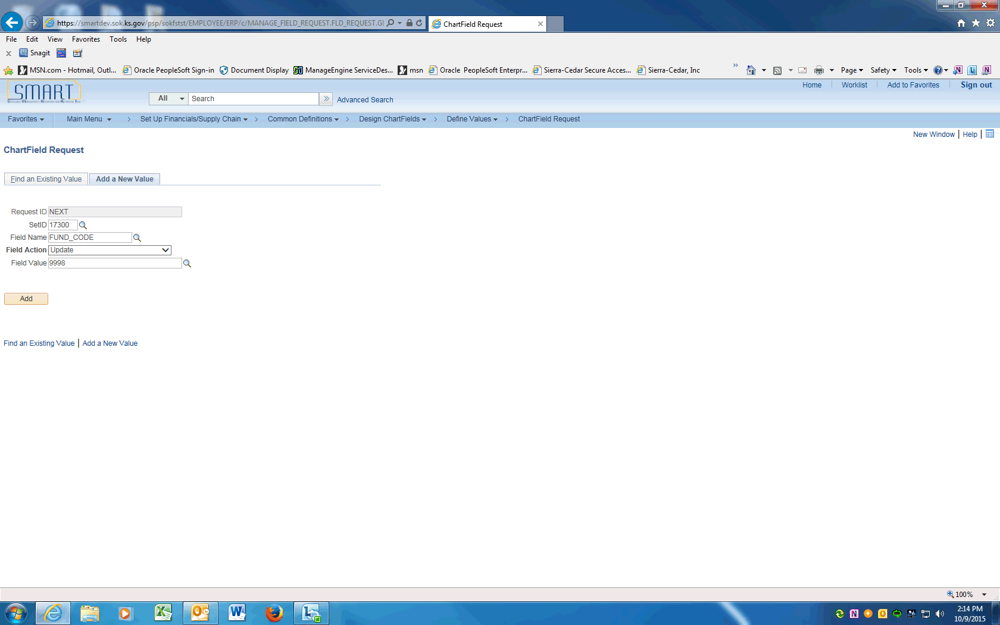 https://smartdev.sok.ks.gov/psp/sokfstst/EMPLOYEE/ERP/c/MANAGE_FIELD_REQUEST.FLD_REQUEST.GI
ChartField Request
File Edit View Favorites Tools Help
x Snagit
MSN.com - Hotmail, Outl... Oracle PeopleSoft Sign-in Document Display ManageEngine ServiceDes... msn Oracle PeopleSoft Enterpr... Sierra-Cedar Secure Acces... Sierra-Cedar, Inc » Page Safety Tools
SMART
Home Worklist Add to Favorites Sign out
All Search » Advanced Search
Favorites Main Menu > Set Up Financials/Supply Chain > Common Definitions > Design ChartFields > Define Values > ChartField Request
New Window | Help |
ChartField Request
Find an Existing Value Add a New Value
Request ID NEXT
SetID 17300
Field Name FUND_CODE
Field Action Update
Field Value 9998
Add
Find an Existing Value | Add a New Value
100%
2:14 PM
10/9/2015